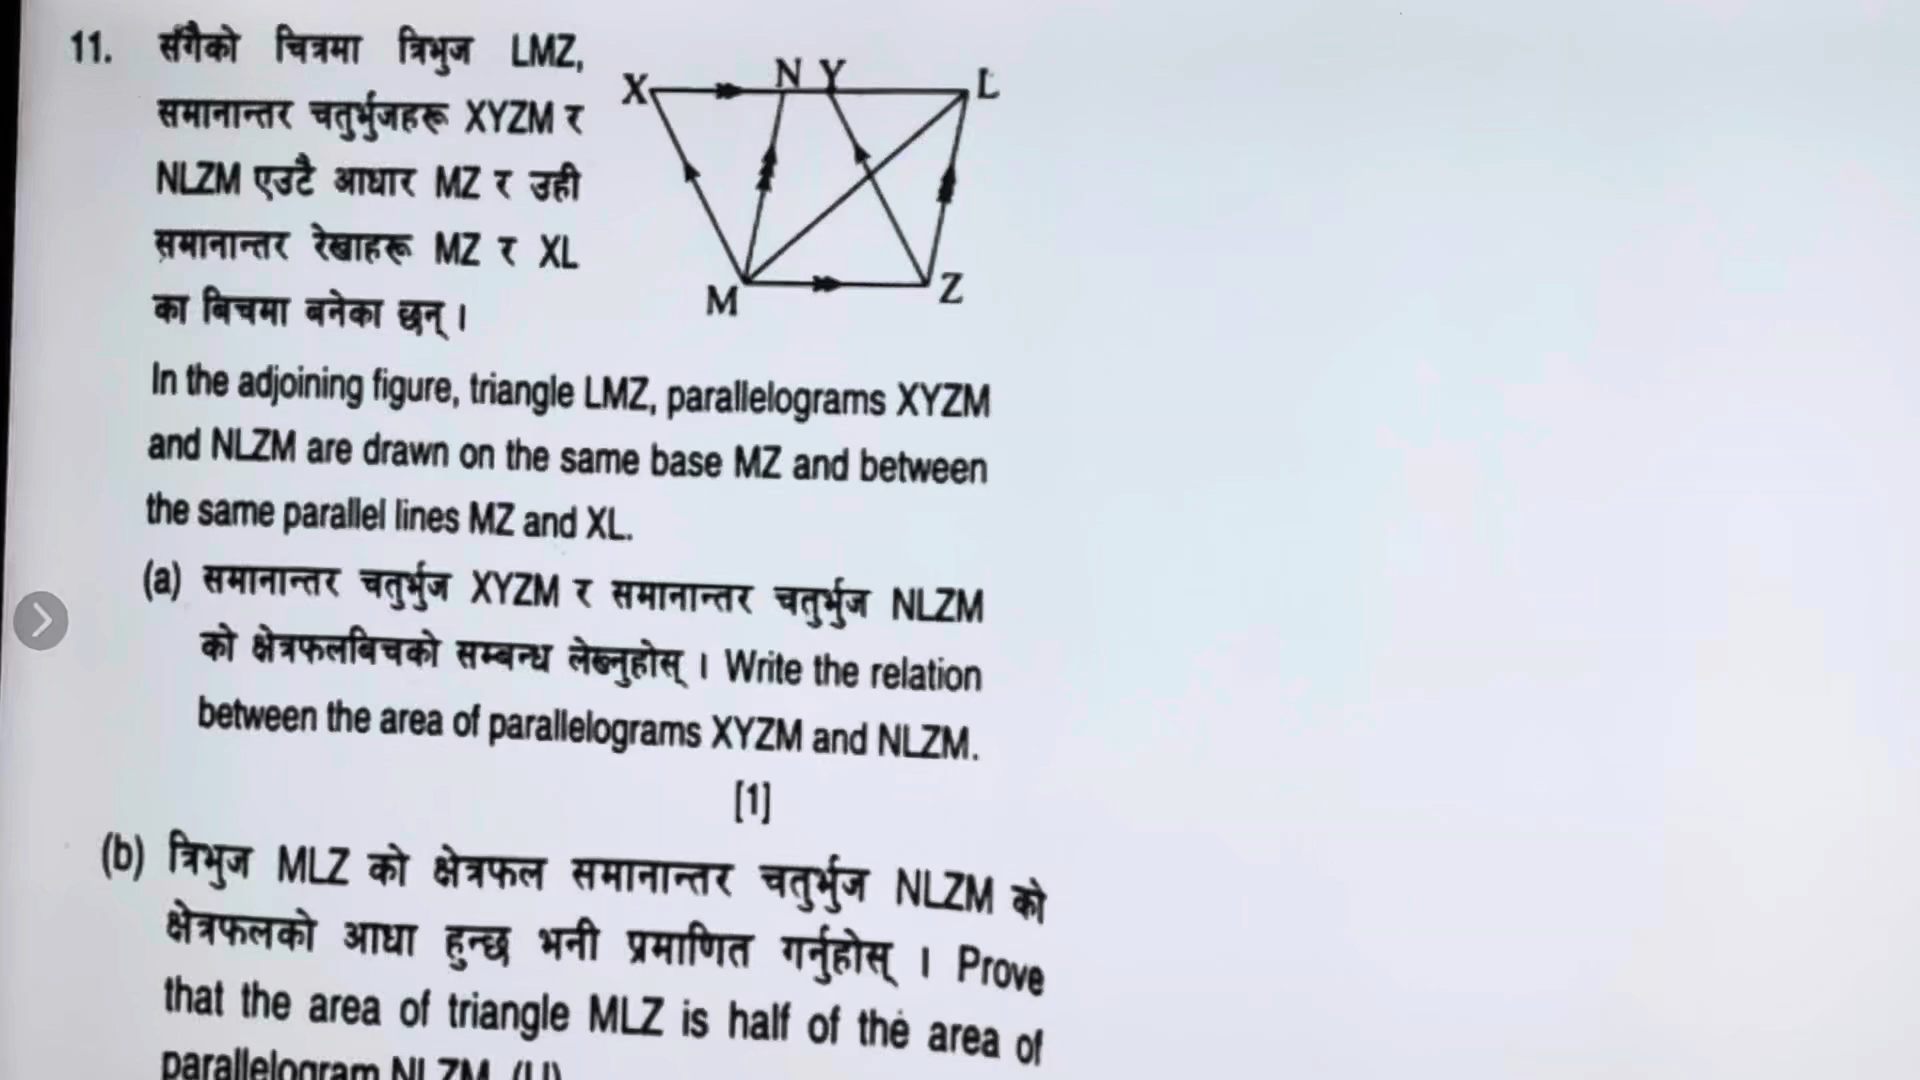 11. सँगैको चित्रमा त्रिभुज LMZ,
समानान्तर चतुर्भुजहरू XYZM र
NLZM एउटै आधार MZ र उही
समानान्तर रेखाहरू MZ र XL
का बिचमा बनेका छन् ।
X N Y L
M Z
In the adjoining figure, triangle LMZ, parallelograms XYZM
and NLZM are drawn on the same base MZ and between
the same parallel lines MZ and XL.
(a) समानान्तर चतुर्भुज XYZM र समानान्तर चतुर्भुज NLZM
को क्षेत्रफलबिचको सम्बन्ध लेख्नुहोस् । Write the relation
between the area of parallelograms XYZM and NLZM.
[1]
(b) त्रिभुज MLZ को क्षेत्रफल समानान्तर चतुर्भुज NLZM को
क्षेत्रफलको आधा हुन्छ भनी प्रमाणित गर्नुहोस् । Prove
that the area of triangle MLZ is half of the area of
parallelogram NLZM.